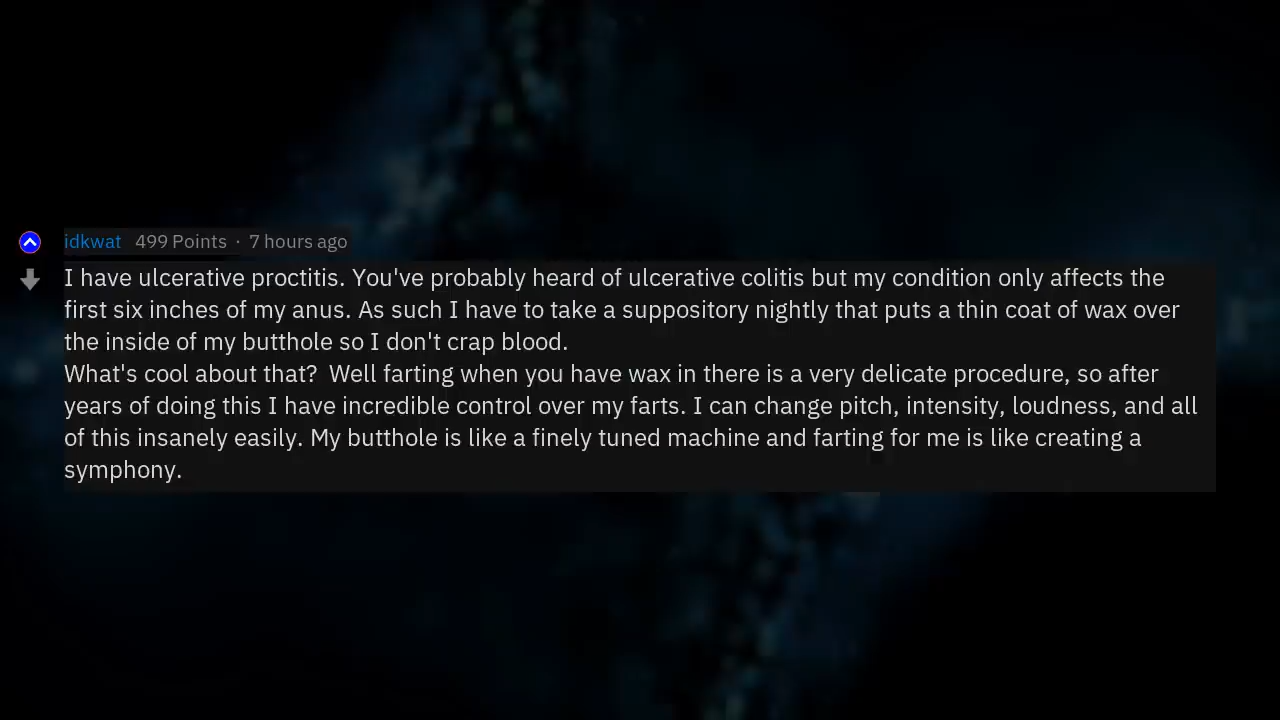 idkwat 499 Points · 7 hours ago
I have ulcerative proctitis. You've probably heard of ulcerative colitis but my condition only affects the
first six inches of my anus. As such I have to take a suppository nightly that puts a thin coat of wax over
the inside of my butthole so I don't crap blood.
What's cool about that?  Well farting when you have wax in there is a very delicate procedure, so after
years of doing this I have incredible control over my farts. I can change pitch, intensity, loudness, and all
of this insanely easily. My butthole is like a finely tuned machine and farting for me is like creating a
symphony.